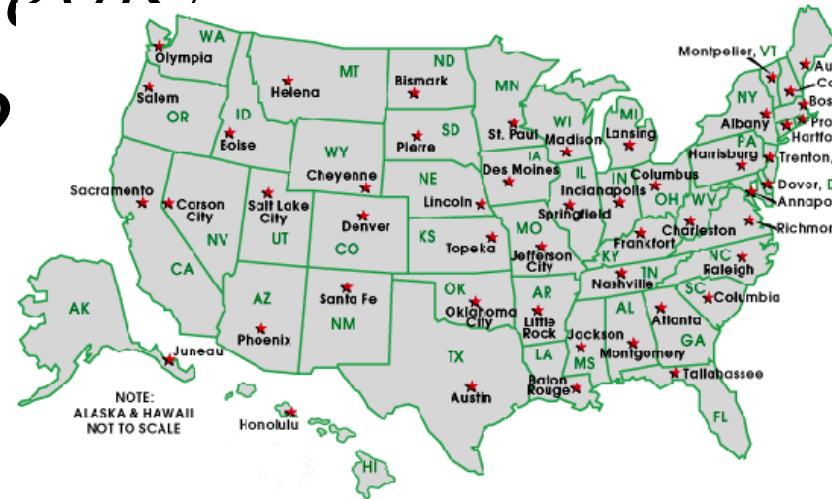 WA
Olympia
Salem
OR
ID
Boise
MT
Helena
ND
Bismark
SD
Pierre
WY
Cheyenne
NE
Lincoln
MN
St. Paul
WI
Madison
MI
Lansing
IA
Des Moines
IL
Springfield
IN
Indianapolis
Columbus
OH
Montpelier, VT
NY
Albany
PA
Harrisburg
Trenton,
Dover,
Annapo
Richmon
Hartfo
Pro
Bos
Au
WV
Charleston
KY
Frankfort
Sacramento
CA
Carson
City
NV
Salt Lake
City
UT
Denver
CO
KS
Topeka
MO
Jefferson
City
TN
Nashville
NC
Raleigh
SC
Columbia
AZ
Phoenix
Santa Fe
NM
OK
Oklahoma
City
AR
Little
Rock
TX
Austin
LA
Baton
Rouge
Jackson
MS
AL
Montgomery
Atlanta
GA
Tallahassee
FL
AK
Juneau
NOTE:
ALASKA & HAWAII
NOT TO SCALE
Honolulu
HI